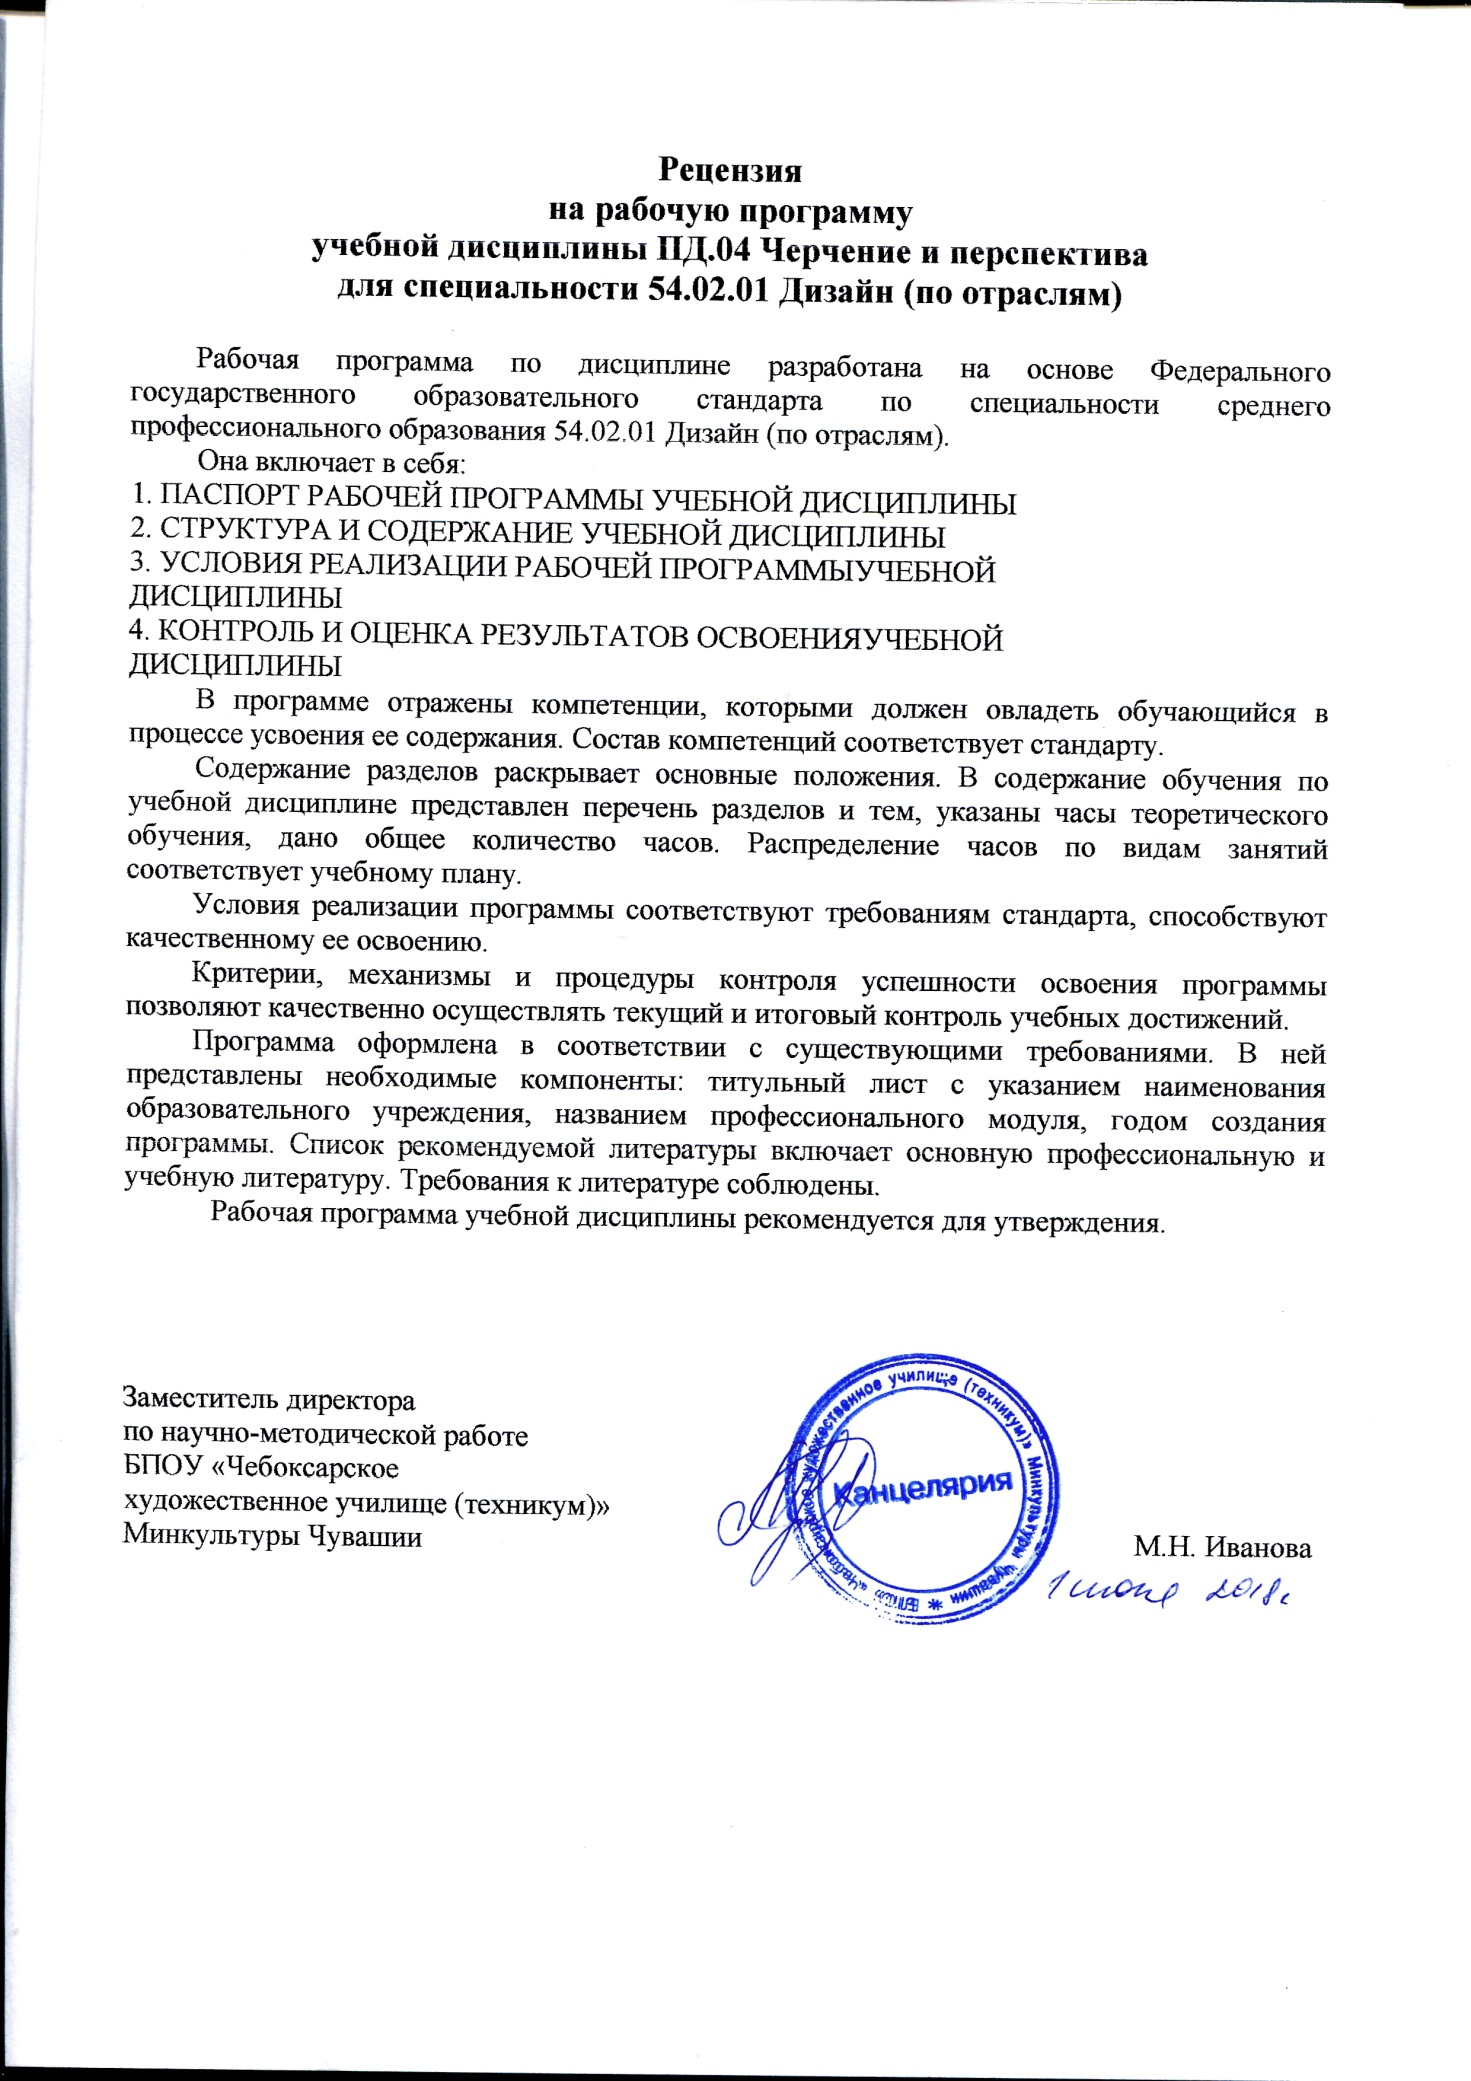 Рецензия
на рабочую программу
учебной дисциплины ПД.04 Черчение и перспектива
для специальности 54.02.01 Дизайн (по отраслям)
Рабочая программа по дисциплине разработана на основе Федерального
государственного образовательного стандарта по специальности среднего
профессионального образования 54.02.01 Дизайн (по отраслям).
Она включает в себя:
1. ПАСПОРТ РАБОЧЕЙ ПРОГРАММЫ УЧЕБНОЙ ДИСЦИПЛИНЫ
2. СТРУКТУРА И СОДЕРЖАНИЕ УЧЕБНОЙ ДИСЦИПЛИНЫ
3. УСЛОВИЯ РЕАЛИЗАЦИИ РАБОЧЕЙ ПРОГРАММЫУЧЕБНОЙ
ДИСЦИПЛИНЫ
4. КОНТРОЛЬ И ОЦЕНКА РЕЗУЛЬТАТОВ ОСВОЕНИЯУЧЕБНОЙ
ДИСЦИПЛИНЫ
В программе отражены компетенции, которыми должен овладеть обучающийся в
процессе усвоения ее содержания. Состав компетенций соответствует стандарту.
Содержание разделов раскрывает основные положения. В содержание обучения по
учебной дисциплине представлен перечень разделов и тем, указаны часы теоретического
обучения, дано общее количество часов. Распределение часов по видам занятий
соответствует учебному плану.
Условия реализации программы соответствуют требованиям стандарта, способствуют
качественному ее освоению.
Критерии, механизмы и процедуры контроля успешности освоения программы
позволяют качественно осуществлять текущий и итоговый контроль учебных достижений.
Программа оформлена в соответствии с существующими требованиями. В ней
представлены необходимые компоненты: титульный лист с указанием наименования
образовательного учреждения, названием профессионального модуля, годом создания
программы. Список рекомендуемой литературы включает основную профессиональную и
учебную литературу. Требования к литературе соблюдены.
Рабочая программа учебной дисциплины рекомендуется для утверждения.
Заместитель директора
по научно-методической работе
БПОУ «Чебоксарское
художественное училище (техникум)»
Минкультуры Чувашии
художественное училище (техникум)» Минкультуры Чувашии *
Канцелярия
М.Н. Иванова
1 июня 2018г